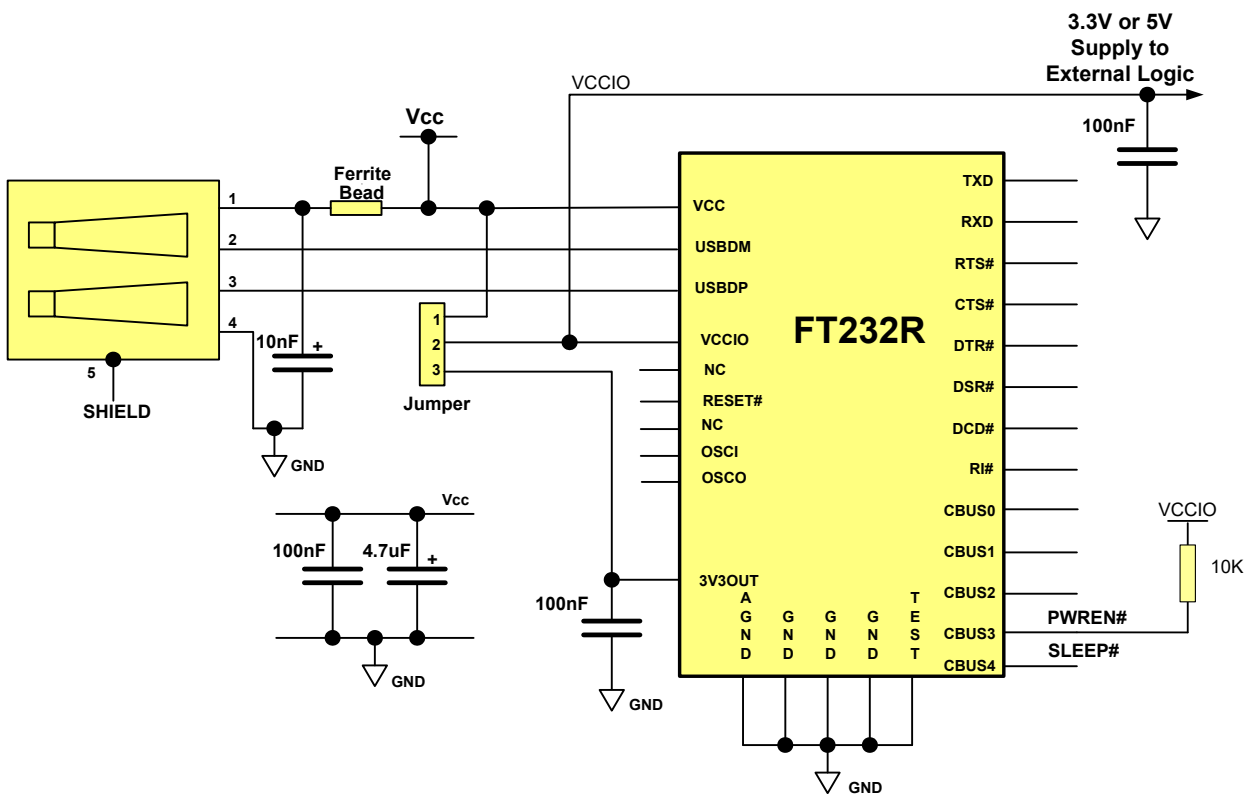 3.3V or 5V
Supply to
External Logic
VCCIO
100nF
Vcc
Ferrite
Bead
1
2
3
4
5
SHIELD
10nF
+
GND
1
2
3
Jumper
VCC
USBDM
USBDP
VCCIO
NC
RESET#
NC
OSCI
OSCO
3V3OUT
FT232R
TXD
RXD
RTS#
CTS#
DTR#
DSR#
DCD#
RI#
CBUS0
CBUS1
CBUS2
CBUS3
CBUS4
AGND
GND
GND
GND
TEST
PWREN#
SLEEP#
VCCIO
10K
Vcc
100nF
4.7uF
+
GND
100nF
GND
GND